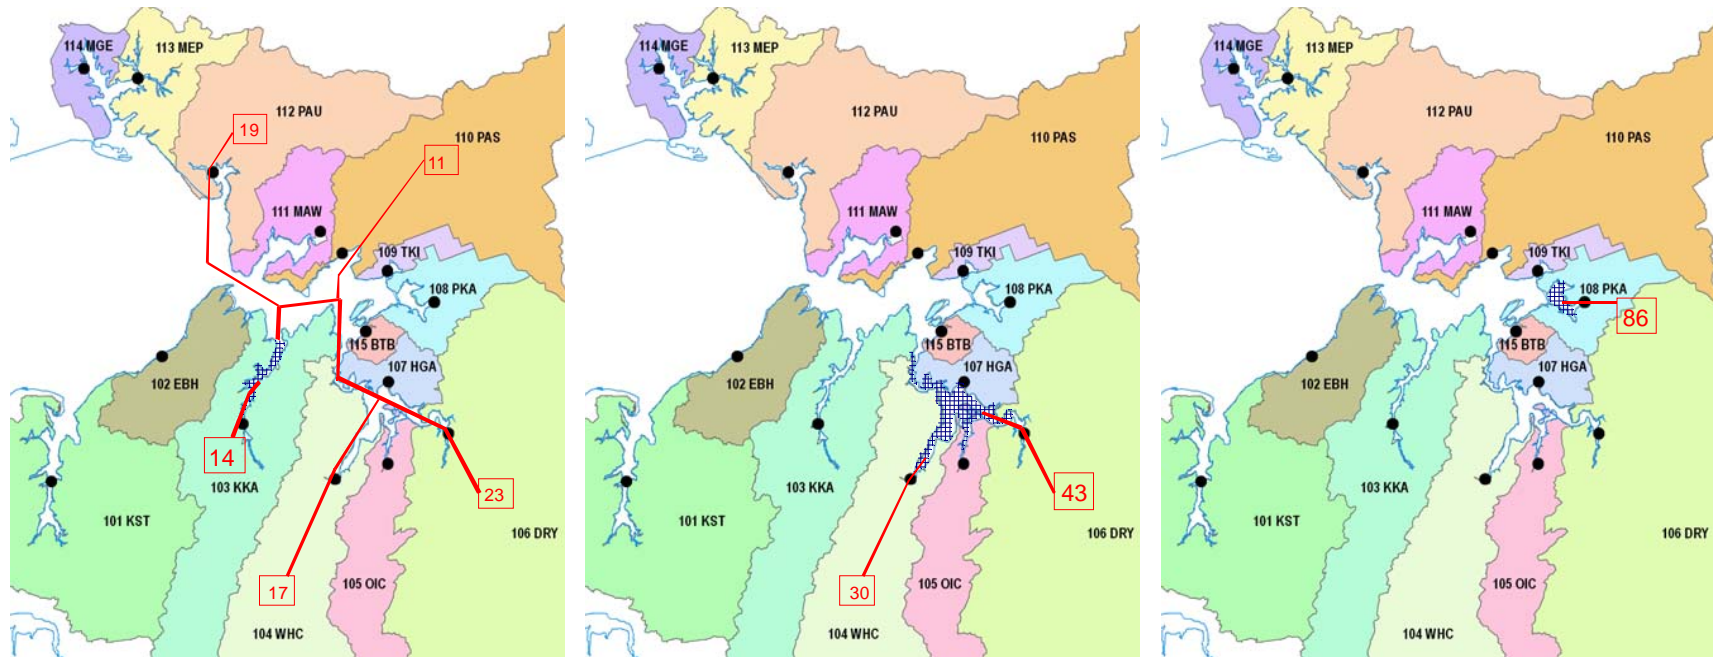 114 MGE
113 MEP
112 PAU
19
110 PAS
11
111 MAW
109 TKI
108 PKA
115 BTB
107 HGA
102 EBH
14
103 KKA
23
101 KST
106 DRY
17
105 OIC
104 WHC
114 MGE
113 MEP
112 PAU
110 PAS
111 MAW
109 TKI
108 PKA
115 BTB
107 HGA
102 EBH
103 KKA
43
101 KST
106 DRY
30
105 OIC
104 WHC
114 MGE
113 MEP
112 PAU
110 PAS
111 MAW
109 TKI
108 PKA
86
115 BTB
107 HGA
102 EBH
103 KKA
101 KST
106 DRY
105 OIC
104 WHC